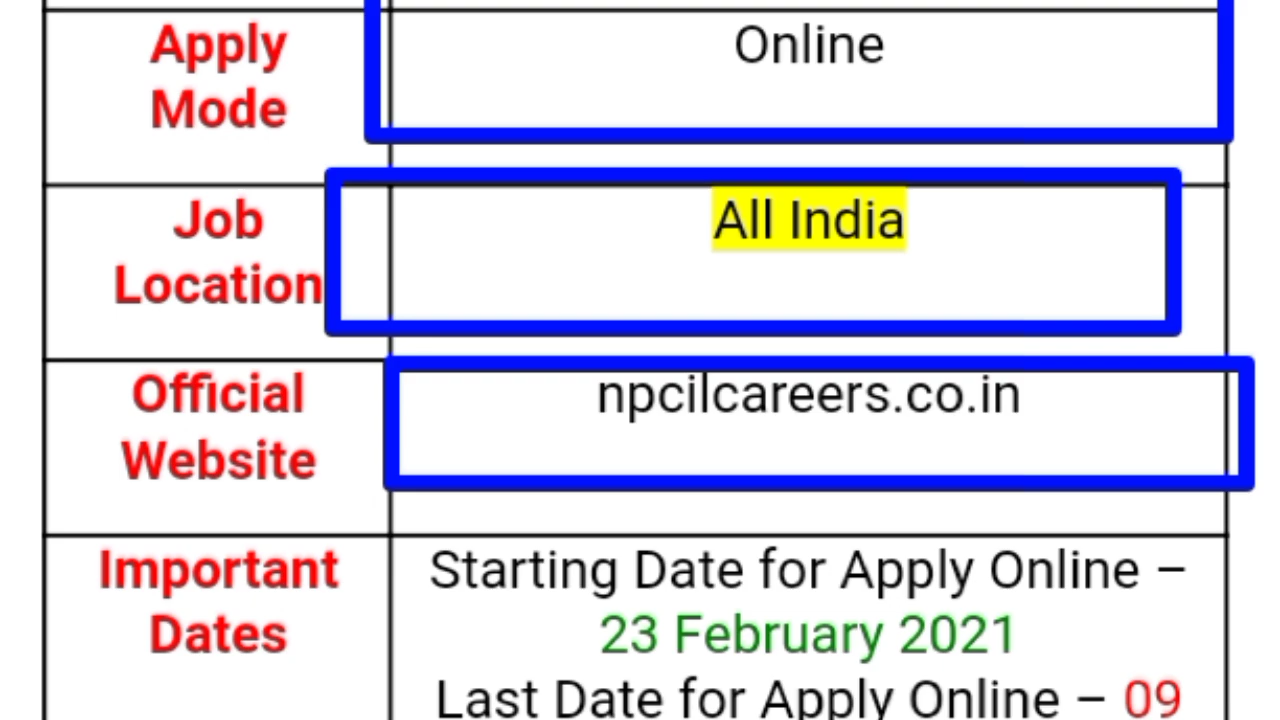 Apply
Mode
Online
Job
Location
All India
Official
Website
npcilcareers.co.in
Important
Dates
Starting Date for Apply Online –
23 February 2021
Last Date for Apply Online – 09